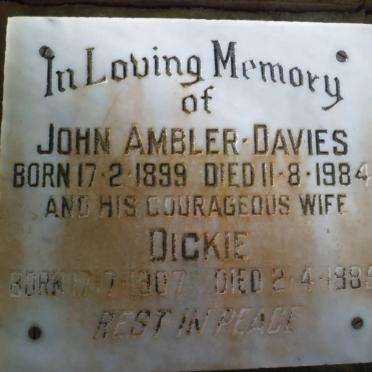 In Loving Memory
of
JOHN AMBLER-DAVIES
BORN 17-2-1899 DIED 11-8-1984
AND HIS COURAGEOUS WIFE
DICKIE
BORN 17-7-1907 DIED
REST IN PEACE